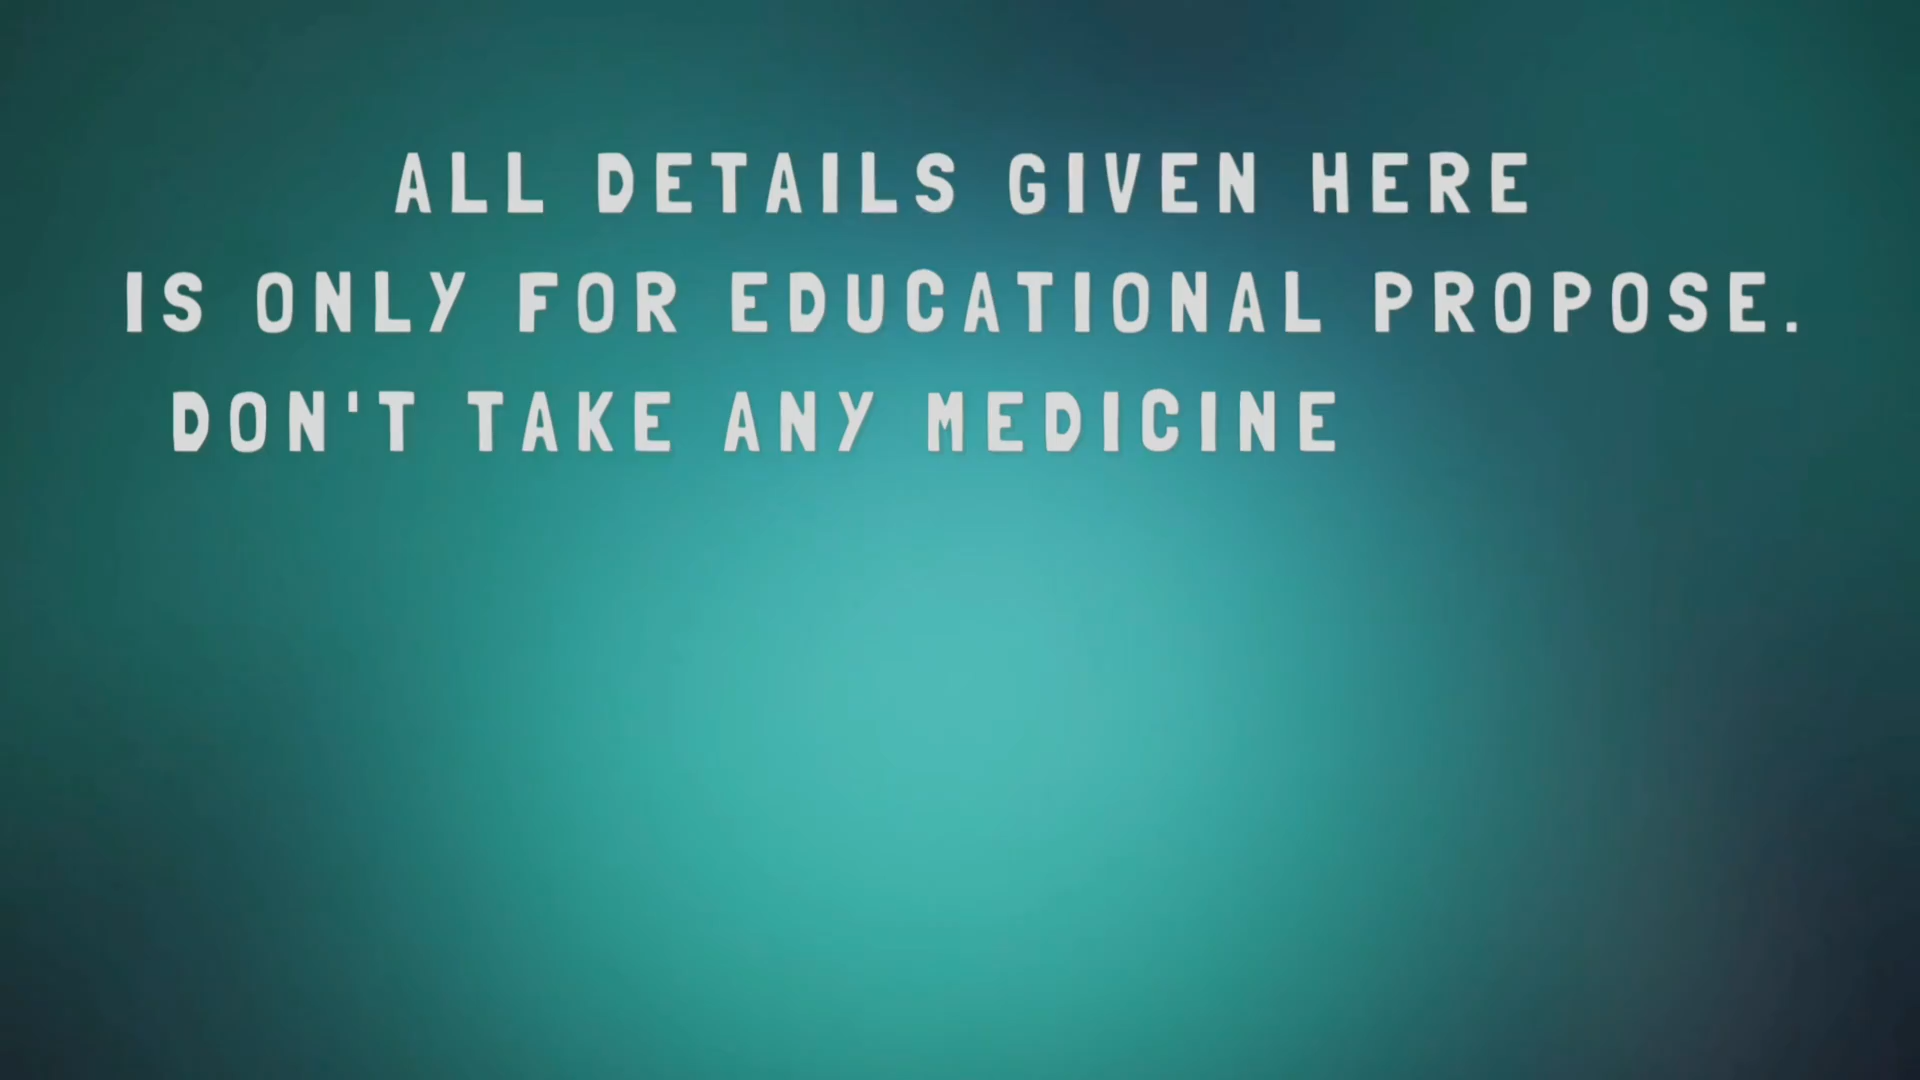 ALL DETAILS GIVEN HERE
IS ONLY FOR EDUCATIONAL PROPOSE.
DON'T TAKE ANY MEDICINE